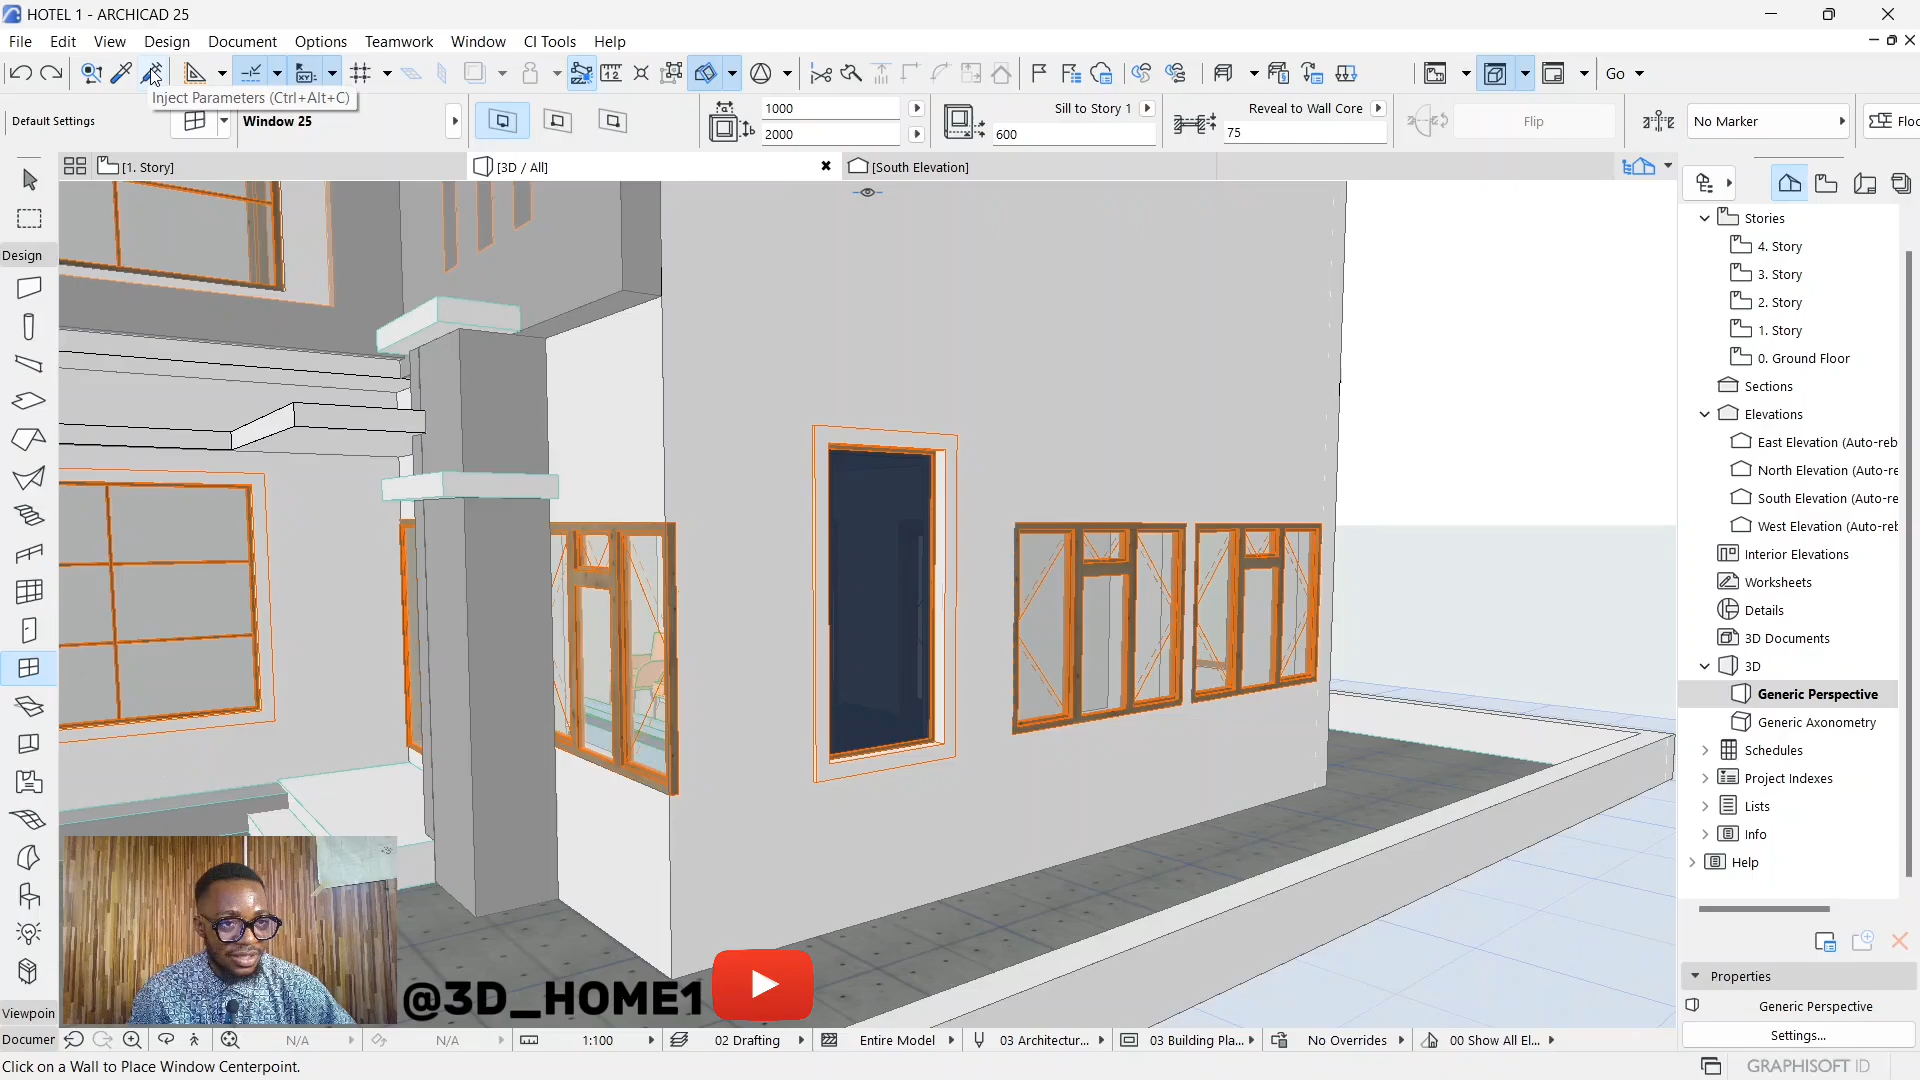 HOTEL 1 - ARCHICAD 25
File Edit View Design Document Options Teamwork Window CI Tools Help
Go
Inject Parameters (Ctrl+Alt+C)
Default Settings
Window 25
1000
2000
Sill to Story 1
600
Reveal to Wall Core
75
Flip
No Marker
Floo
[1. Story]
[3D / All]
[South Elevation]
Design
Stories
4. Story
3. Story
2. Story
1. Story
0. Ground Floor
Sections
Elevations
East Elevation (Auto-reb
North Elevation (Auto-re
South Elevation (Auto-re
West Elevation (Auto-reb
Interior Elevations
Worksheets
Details
3D Documents
3D
Generic Perspective
Generic Axonometry
Schedules
Project Indexes
Lists
Info
Help
Properties
Generic Perspective
Settings...
@3D_HOME1
Viewpoin
Documer
N/A
N/A
1:100
02 Drafting
Entire Model
03 Architectur...
03 Building Pla...
No Overrides
00 Show All El...
Click on a Wall to Place Window Centerpoint.
GRAPHISOFT ID